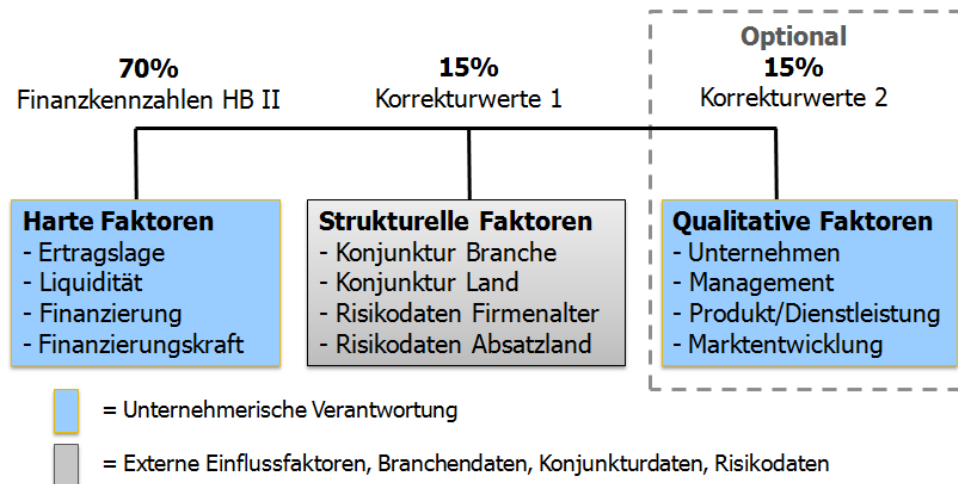 Optional
70%
Finanzkennzahlen HB II
15%
Korrekturwerte 1
15%
Korrekturwerte 2
Harte Faktoren
- Ertragslage
- Liquidität
- Finanzierung
- Finanzierungskraft
Strukturelle Faktoren
- Konjunktur Branche
- Konjunktur Land
- Risikodaten Firmenalter
- Risikodaten Absatzland
Qualitative Faktoren
- Unternehmen
- Management
- Produkt/Dienstleistung
- Marktentwicklung
= Unternehmerische Verantwortung
= Externe Einflussfaktoren, Branchendaten, Konjunkturdaten, Risikodaten